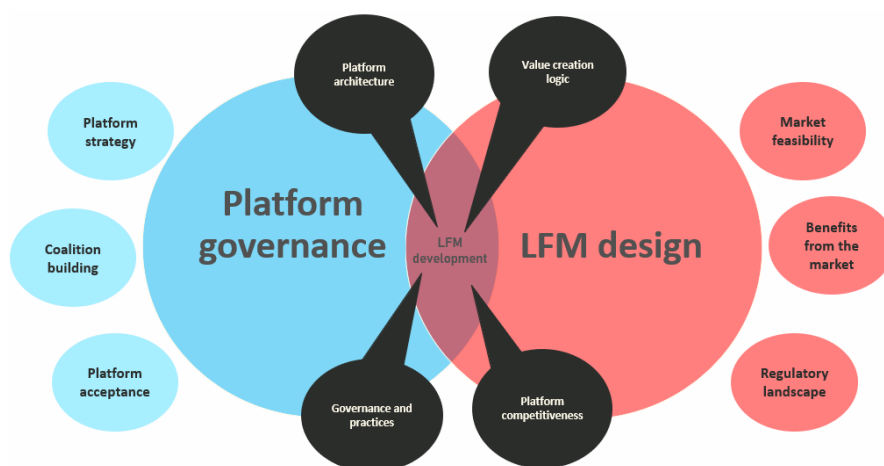 Platform
architecture
Value creation
logic
Platform
strategy
Market
feasibility
Platform
governance
LFM design
LFM
development
Coalition
building
Benefits
from the
market
Platform
acceptance
Regulatory
landscape
Governance and
practices
Platform
competitiveness